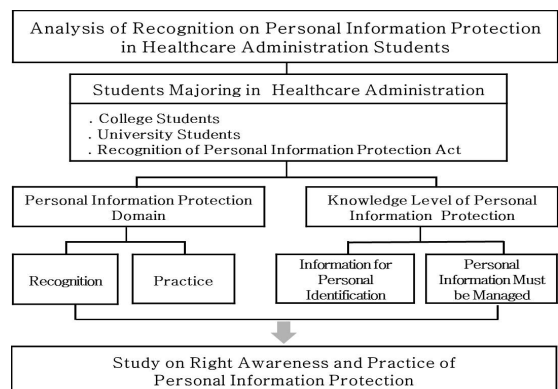 Analysis of Recognition on Personal Information Protection
in Healthcare Administration Students
Students Majoring in Healthcare Administration
. College Students
. University Students
. Recognition of Personal Information Protection Act
Personal Information Protection
Domain
Knowledge Level of Personal
Information Protection
Recognition
Practice
Information for
Personal
Identification
Personal
Information Must
be Managed
Study on Right Awareness and Practice of
Personal Information Protection